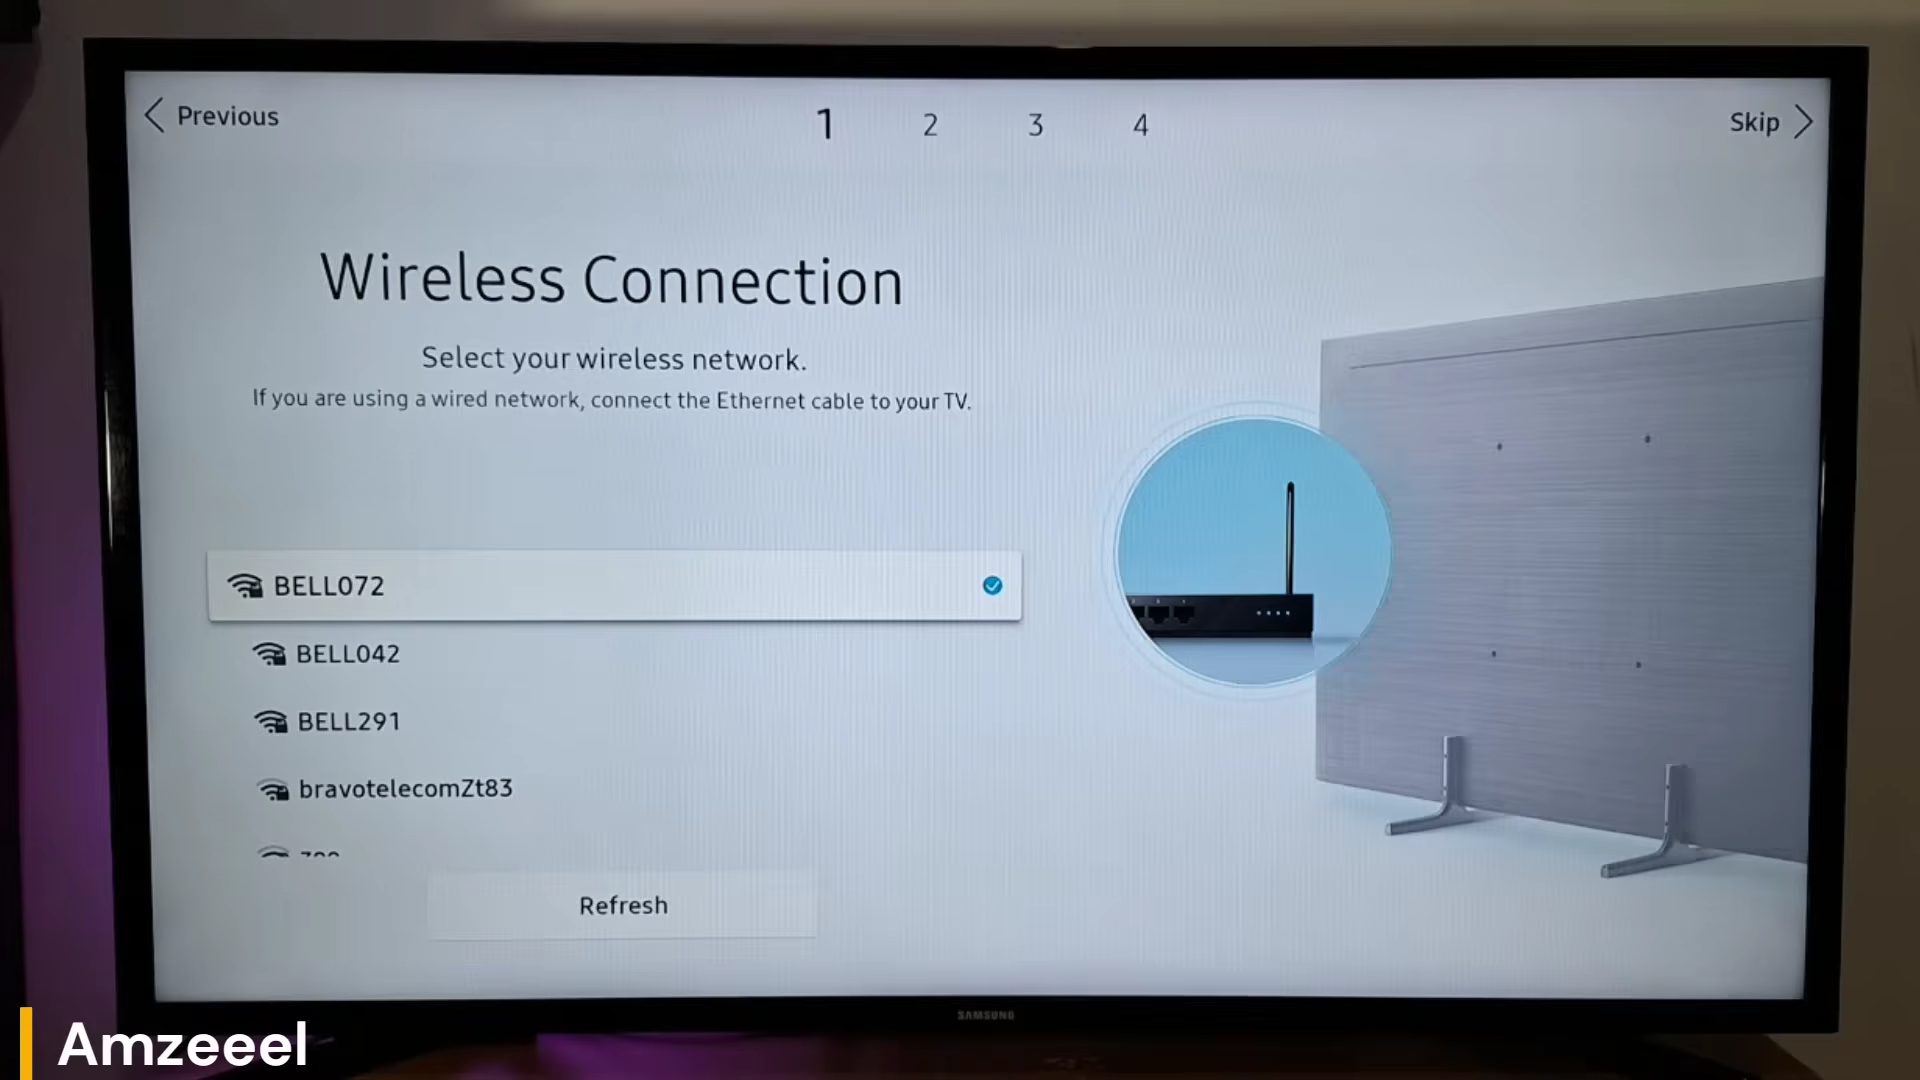 Previous
1 2 3 4
Skip
Wireless Connection
Select your wireless network.
If you are using a wired network, connect the Ethernet cable to your TV.
BELL072
BELL042
BELL291
bravotelecomZt83
Refresh
SAMSUNG
Amzeeel